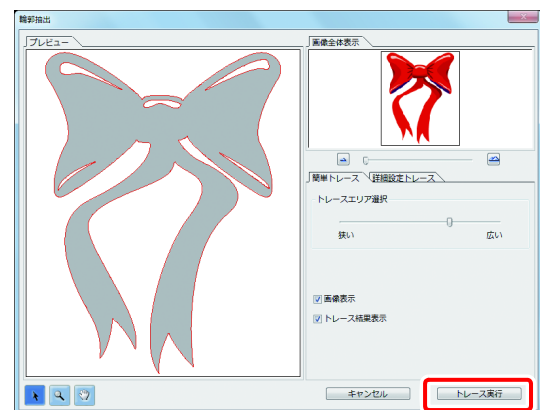 輪郭抽出
プレビュー
画像全体表示
簡単トレース
詳細設定トレース
トレースエリア選択
狭い
広い
画像表示
トレース結果表示
キャンセル
トレース実行